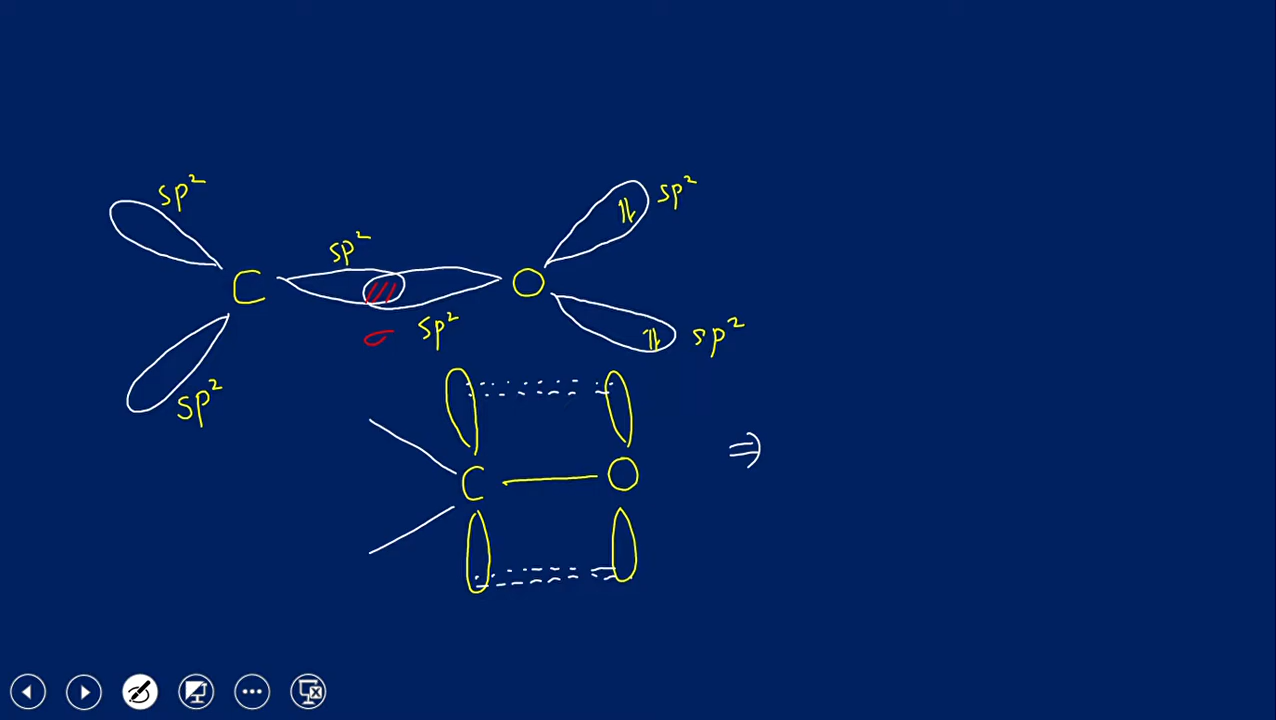 sp² sp²
sp²
C O
sp² sp²
σ
sp²
C — O ⇒